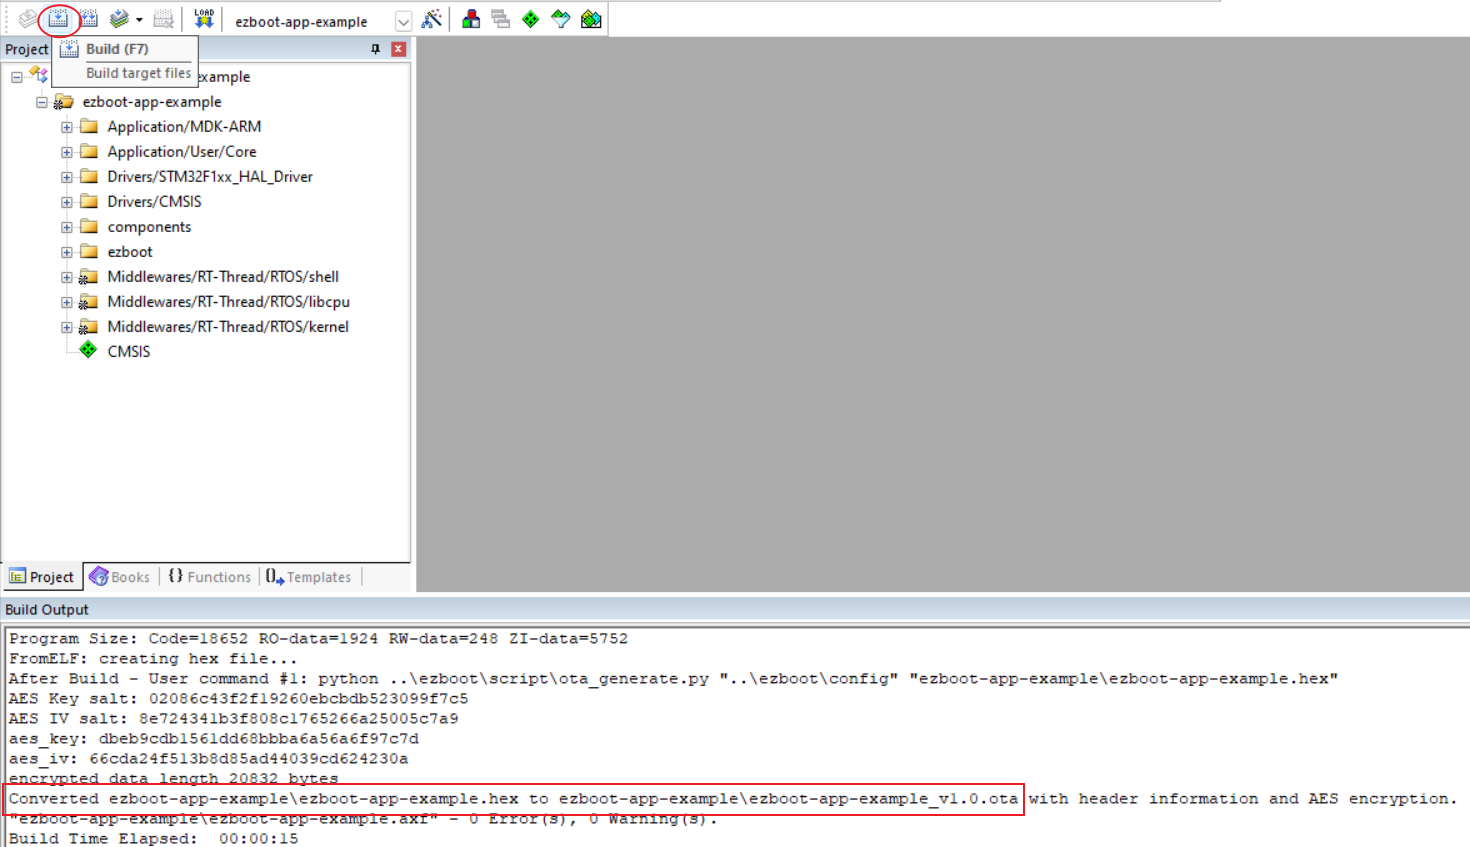 LOAD
ezboot-app-example
Project
Build (F7)
Build target files
example
ezboot-app-example
Application/MDK-ARM
Application/User/Core
Drivers/STM32F1xx_HAL_Driver
Drivers/CMSIS
components
ezboot
Middlewares/RT-Thread/RTOS/shell
Middlewares/RT-Thread/RTOS/libcpu
Middlewares/RT-Thread/RTOS/kernel
CMSIS
Project Books {} Functions Templates
Build Output
Program Size: Code=18652 RO-data=1924 RW-data=248 ZI-data=5752
FromELF: creating hex file...
After Build - User command #1: python ..\ezboot\script\ota_generate.py "..\ezboot\config" "ezboot-app-example\ezboot-app-example.hex"
AES Key salt: 02086c43f2f19260ebcbdb523099f7c5
AES IV salt: 8e724341b3f808c1765266a25005c7a9
aes_key: dbeb9cdb1561dd68bbba6a56a6f97c7d
aes_iv: 66cda24f513b8d85ad44039cd624230a
encrypted data length 20832 bytes
Converted ezboot-app-example\ezboot-app-example.hex to ezboot-app-example\ezboot-app-example_v1.0.ota with header information and AES encryption.
"ezboot-app-example\ezboot-app-example.axf" - 0 Error(s), 0 Warning(s).
Build Time Elapsed:  00:00:15